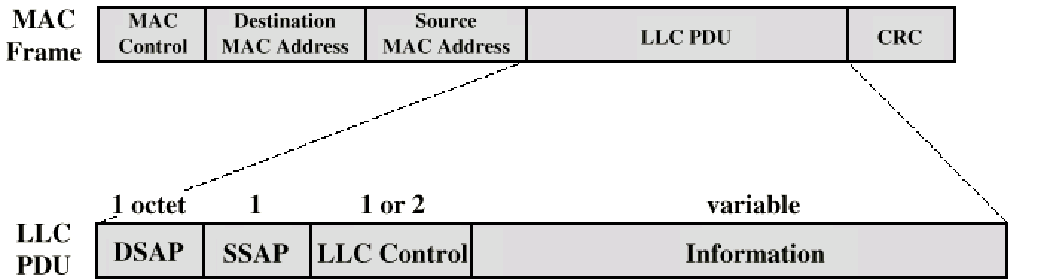 MAC Frame
MAC Control
Destination MAC Address
Source MAC Address
LLC PDU
CRC
1 octet
1
1 or 2
variable
LLC PDU
DSAP
SSAP
LLC Control
Information